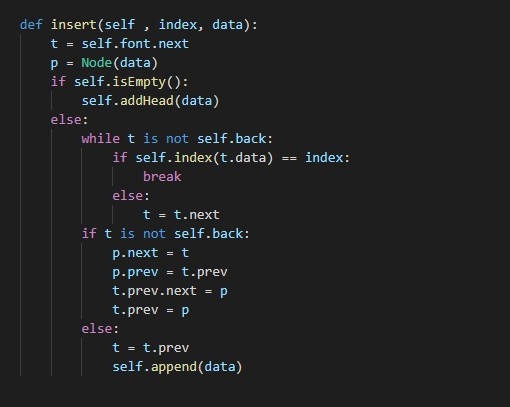 def insert(self , index, data):
    t = self.font.next
    p = Node(data)
    if self.isEmpty():
        self.addHead(data)
    else:
        while t is not self.back:
            if self.index(t.data) == index:
                break
            else:
                t = t.next
        if t is not self.back:
            p.next = t
            p.prev = t.prev
            t.prev.next = p
            t.prev = p
        else:
            t = t.prev
            self.append(data)